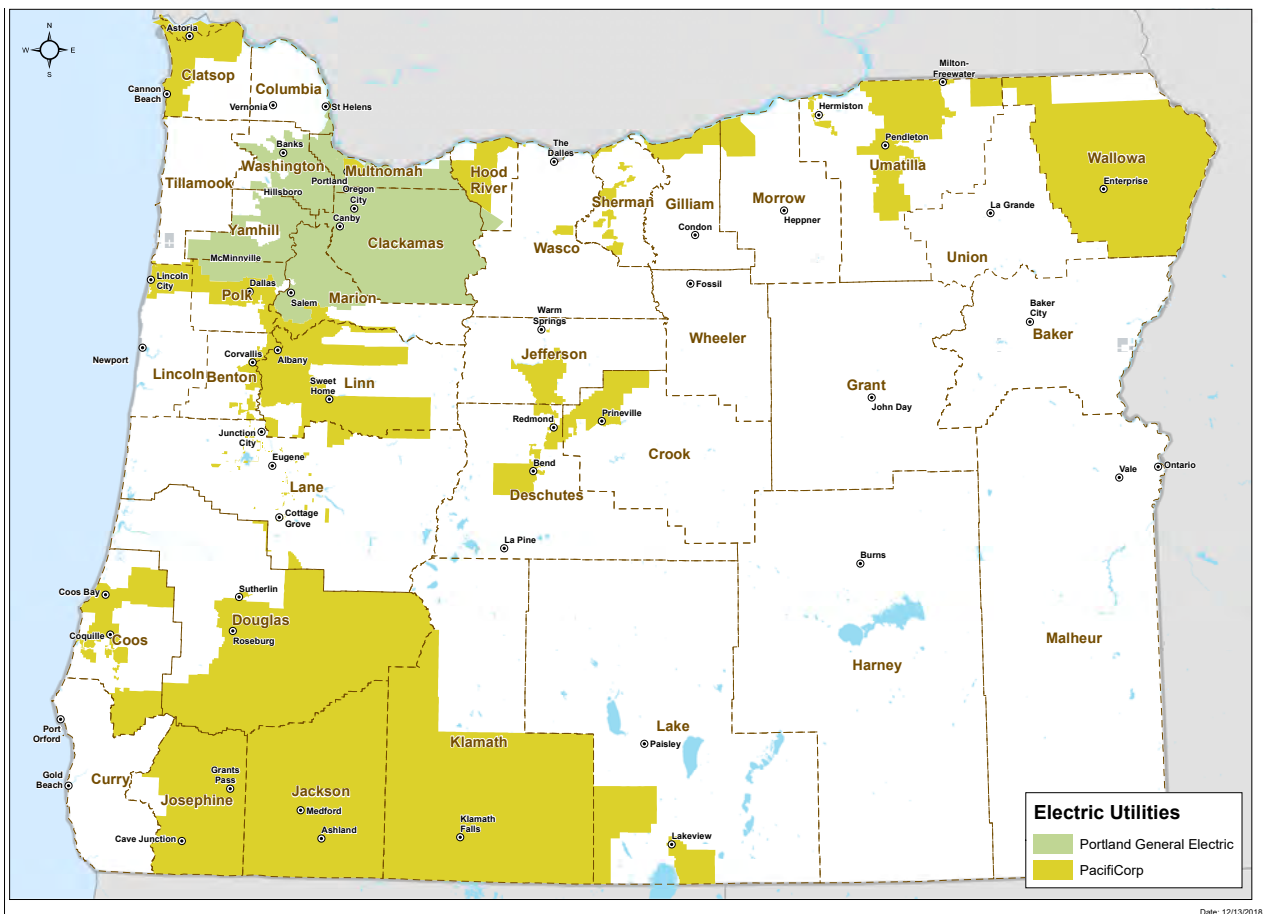 N
W
E
S
Astoria
Clatsop
Cannon
Beach
Columbia
Vernonia
St Helens
Banks
Washington
Tillamook
Hillsboro
Portland
Multnomah
Oregon
City
Canby
Yamhill
Clackamas
McMinnville
Hood
River
The
Dalles
Sherman
Wasco
Gilliam
Condon
Morrow
Heppner
Hermiston
Milton-
Freewater
Pendleton
Umatilla
Wallowa
Enterprise
La Grande
Union
Lincoln
City
Dallas
Polk
Salem
Marion
Newport
Lincoln
Corvallis
Benton
Albany
Sweet
Home
Linn
Warm
Springs
Jefferson
Fossil
Wheeler
Grant
John Day
Baker
City
Baker
Junction
City
Eugene
Lane
Cottage
Grove
Redmond
Prineville
Bend
Deschutes
Crook
La Pine
Vale
Ontario
Burns
Harney
Malheur
Coos Bay
Coquille
Coos
Sutherlin
Douglas
Roseburg
Port
Orford
Gold
Beach
Curry
Grants
Pass
Josephine
Cave Junction
Jackson
Medford
Ashland
Klamath
Klamath
Falls
Lake
Paisley
Lakeview
Electric Utilities
Portland General Electric
PacifiCorp
Date: 12/13/2018